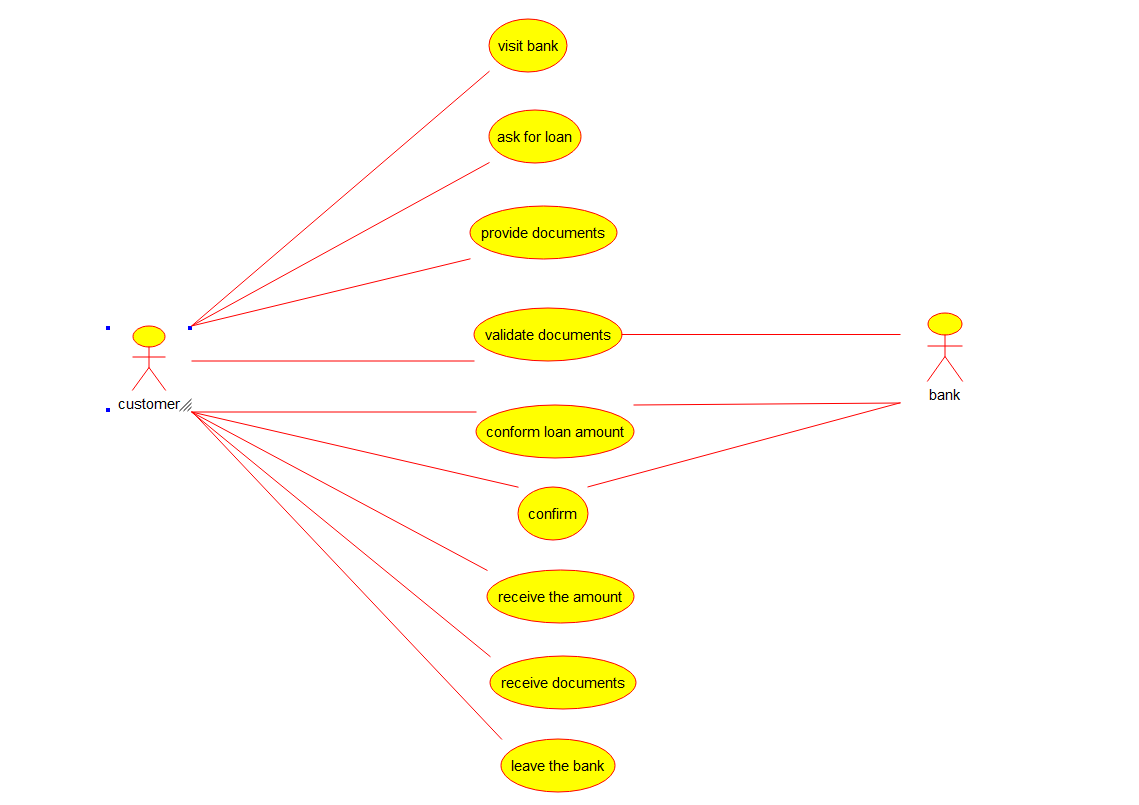 visit bank
ask for loan
provide documents
validate documents
customer
bank
conform loan amount
confirm
receive the amount
receive documents
leave the bank